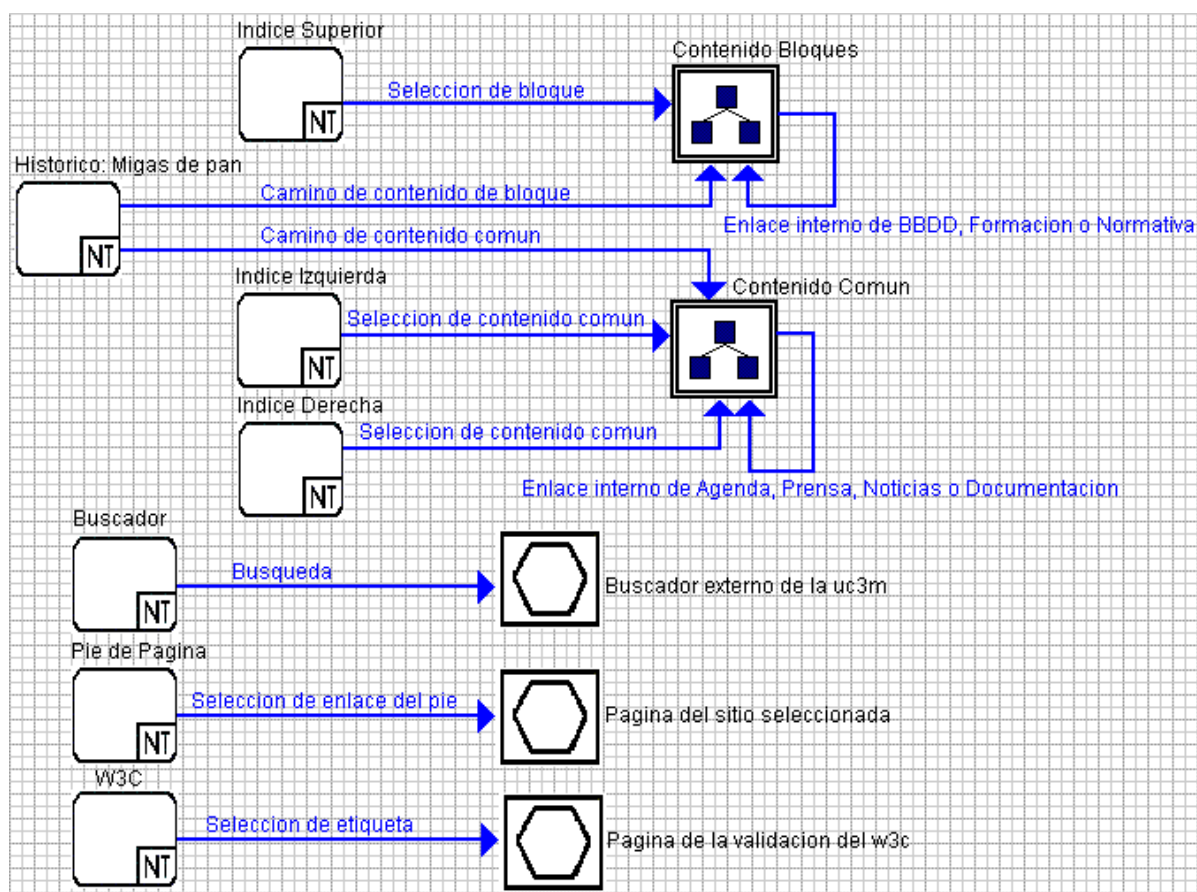 Indice Superior
Contenido Bloques
Seleccion de bloque
NT
Historico: Migas de pan
Camino de contenido de bloque
Enlace interno de BBDD, Formacion o Normativa
Camino de contenido comun
NT
Indice Izquierda
Contenido Comun
Seleccion de contenido comun
NT
Indice Derecha
Seleccion de contenido comun
NT
Enlace interno de Agenda, Prensa, Noticias o Documentacion
Buscador
Busqueda
Buscador externo de la uc3m
NT
Pie de Pagina
Seleccion de enlace del pie
Pagina del sitio seleccionada
NT
W3C
Seleccion de etiqueta
Pagina de la validacion del w3c
NT